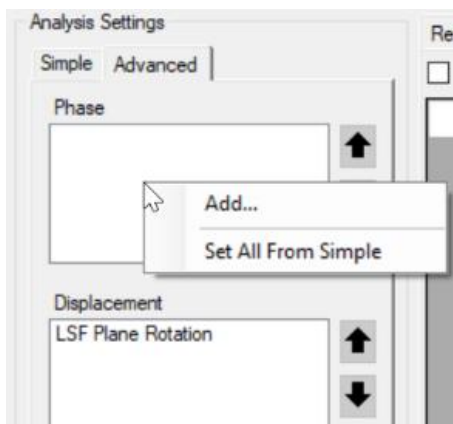 Analysis Settings
Re
Simple Advanced
Phase
Add...
Set All From Simple
Displacement
LSF Plane Rotation